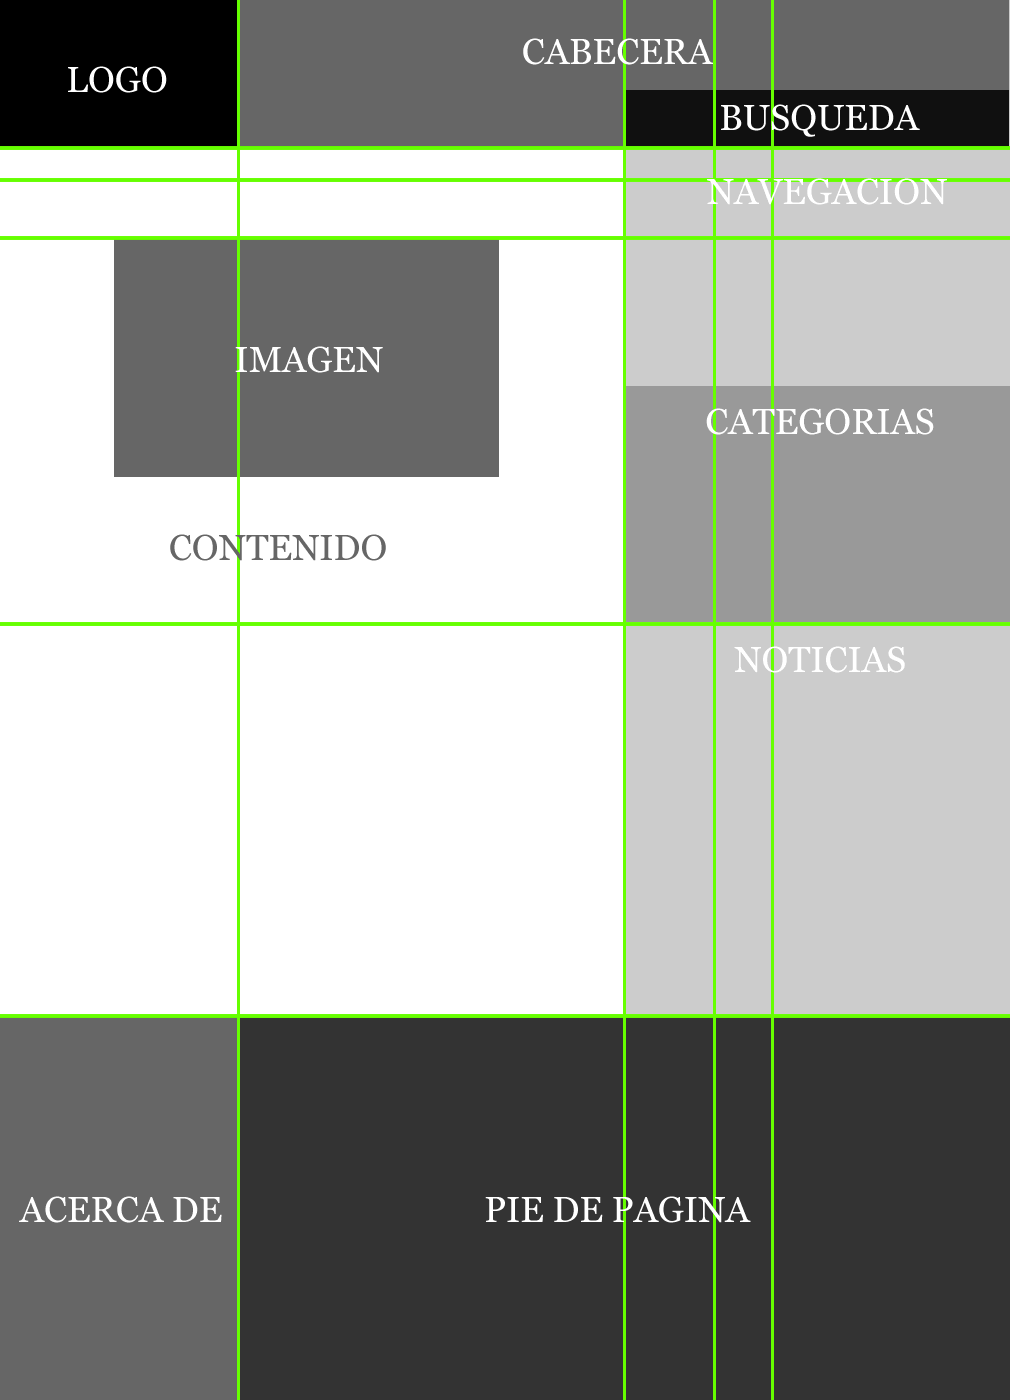 LOGO
CABECERA
BUSQUEDA
NAVEGACION
IMAGEN
CATEGORIAS
CONTENIDO
NOTICIAS
ACERCA DE
PIE DE PAGINA